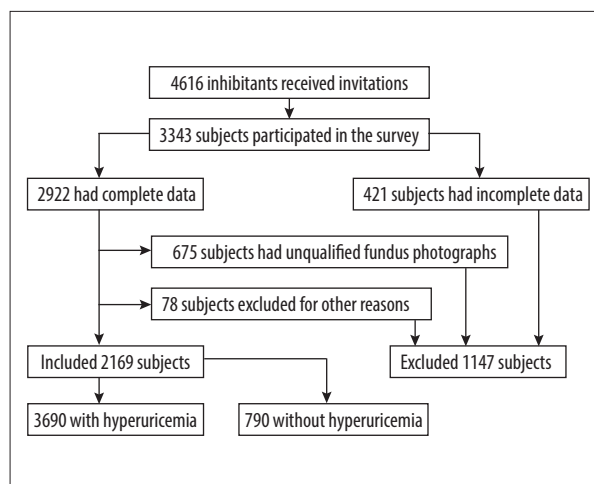 4616 inhibitants received invitations
3343 subjects participated in the survey
2922 had complete data
421 subjects had incomplete data
675 subjects had unqualified fundus photographs
78 subjects excluded for other reasons
Included 2169 subjects
Excluded 1147 subjects
3690 with hyperuricemia
790 without hyperuricemia